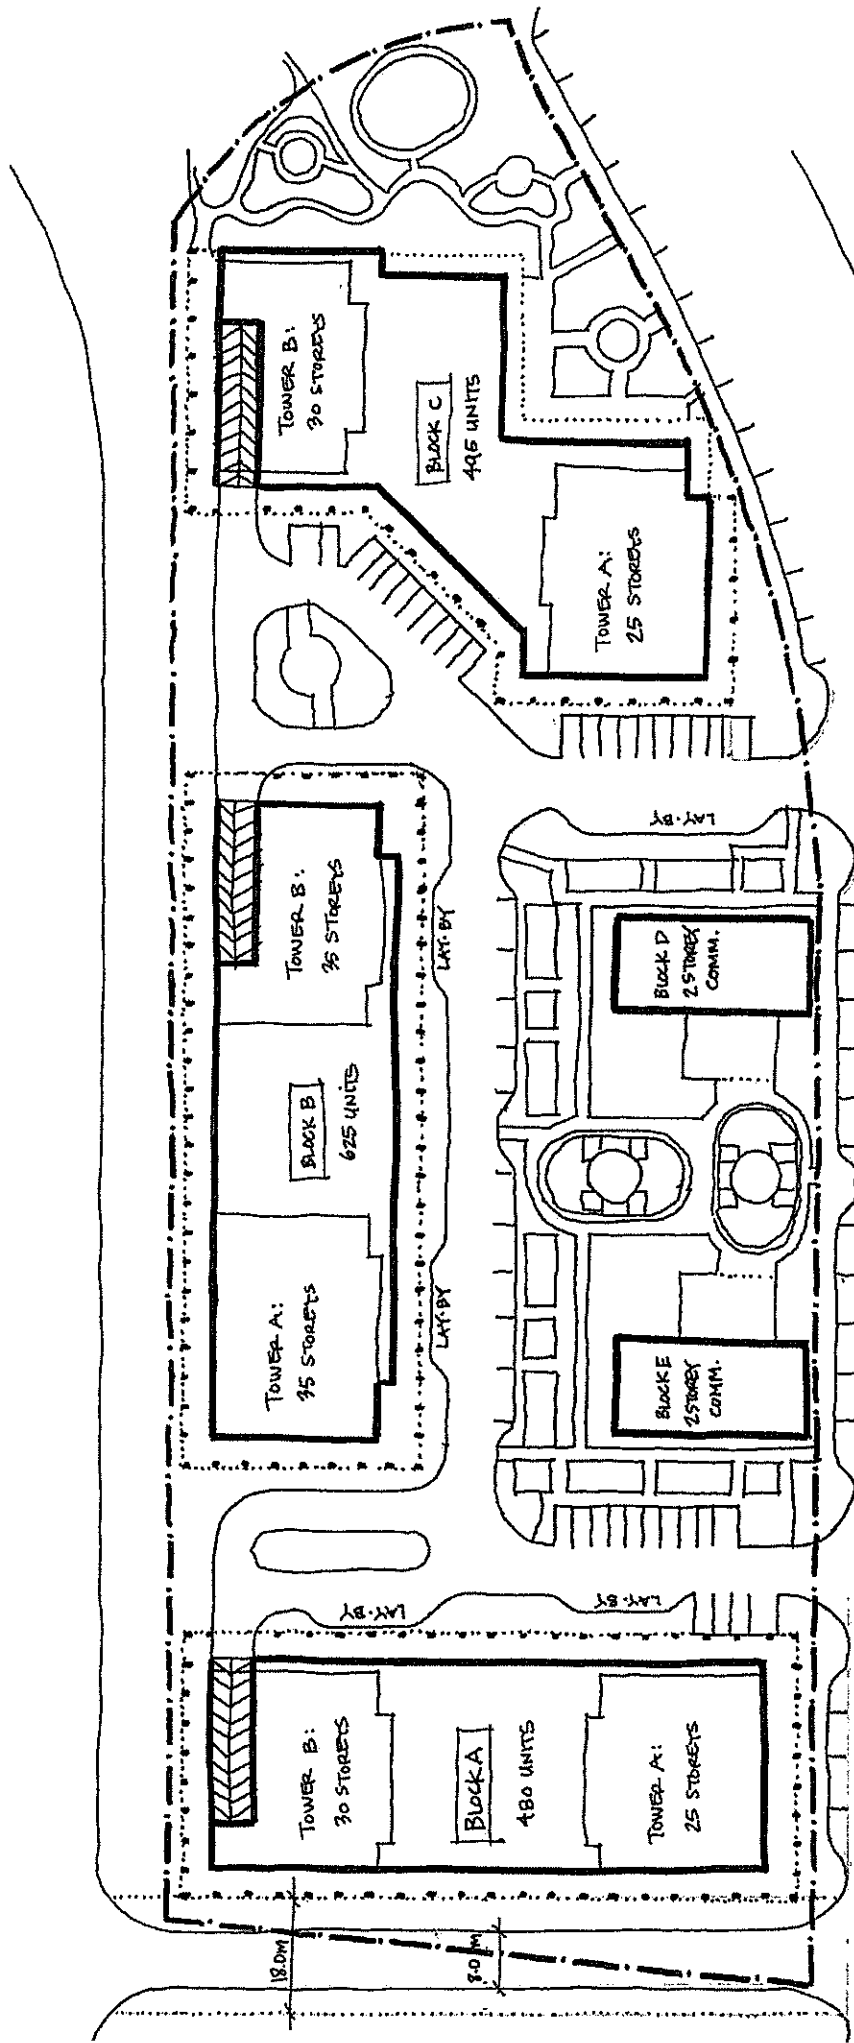 TOWER B:
30 STOREYS
BLOCK C
495 UNITS
TOWER A:
25 STOREYS
LAY-BY
TOWER B:
35 STOREYS
LAY-BY
BLOCK D
2 STOREY
COMM.
BLOCK B
625 UNITS
TOWER A:
35 STOREYS
LAY-BY
BLOCK E
2 STOREY
COMM.
LAY-BY
LAY-BY
TOWER B:
30 STOREYS
BLOCK A
480 UNITS
TOWER A:
25 STOREYS
18.0M
8.0 M